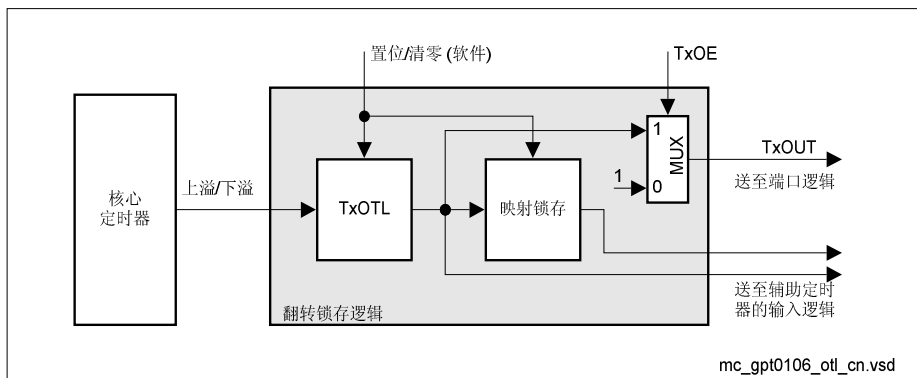 置位/清零 (软件)
TxOE
核心
定时器
上溢/下溢
TxOTL
映射锁存
1
MUX
1
0
TxOUT
送至端口逻辑
送至辅助定时
器的输入逻辑
翻转锁存逻辑
mc_gpt0106_otl_cn.vsd